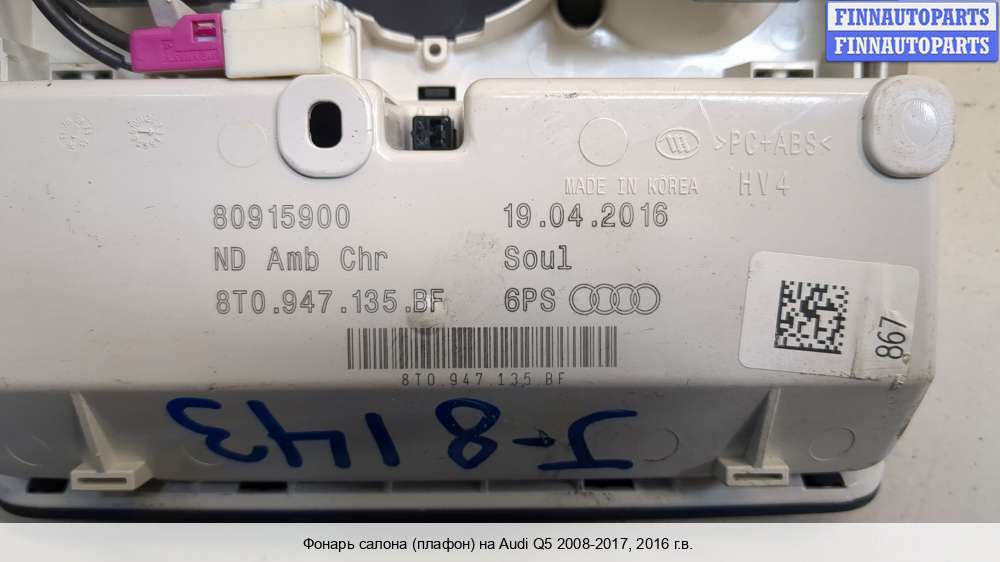 FINNAUTOPARTS
FINNAUTOPARTS
>PC+ABS<
MADE IN KOREA HV4
80915900 19.04.2016
ND Amb Chr Soul
8T0.947.135.BF 6PS
867
8T0.947.135.BF
J-8143
Фонарь салона (плафон) на Audi Q5 2008-2017, 2016 г.в.